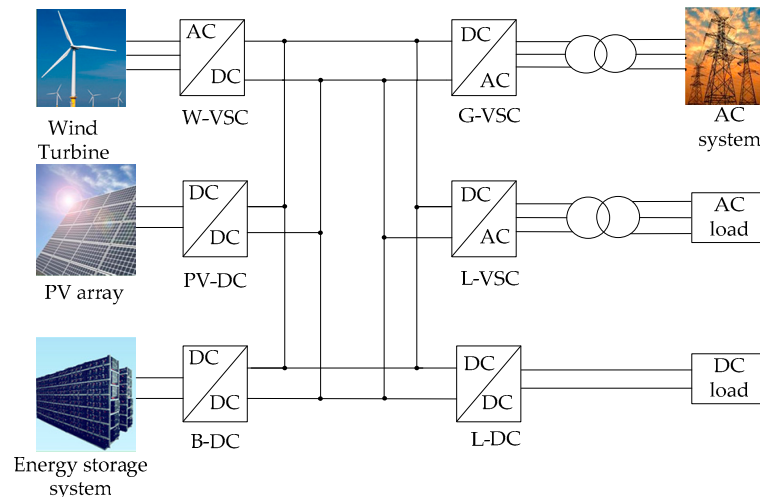 AC
DC
W-VSC
Wind
Turbine
DC
AC
G-VSC
AC
system
DC
DC
PV-DC
PV array
DC
AC
L-VSC
AC
load
DC
DC
B-DC
Energy storage
system
DC
DC
L-DC
DC
load